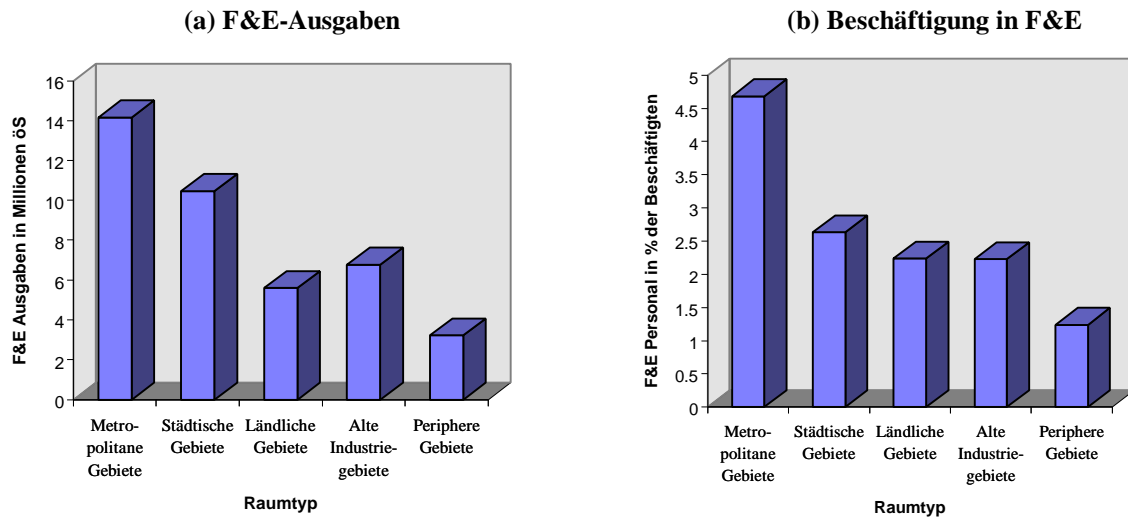 (a) F&E-Ausgaben
F&E Ausgaben in Millionen öS
16
14
12
10
8
6
4
2
0
Metro-
politane
Gebiete
Städtische
Gebiete
Ländliche
Gebiete
Alte
Industrie-
gebiete
Periphere
Gebiete
Raumtyp
(b) Beschäftigung in F&E
F&E Personal in % der Beschäftigten
5
4.5
4
3.5
3
2.5
2
1.5
1
0.5
0
Metro-
politane
Gebiete
Städtische
Gebiete
Ländliche
Gebiete
Alte
Industrie-
gebiete
Periphere
Gebiete
Raumtyp